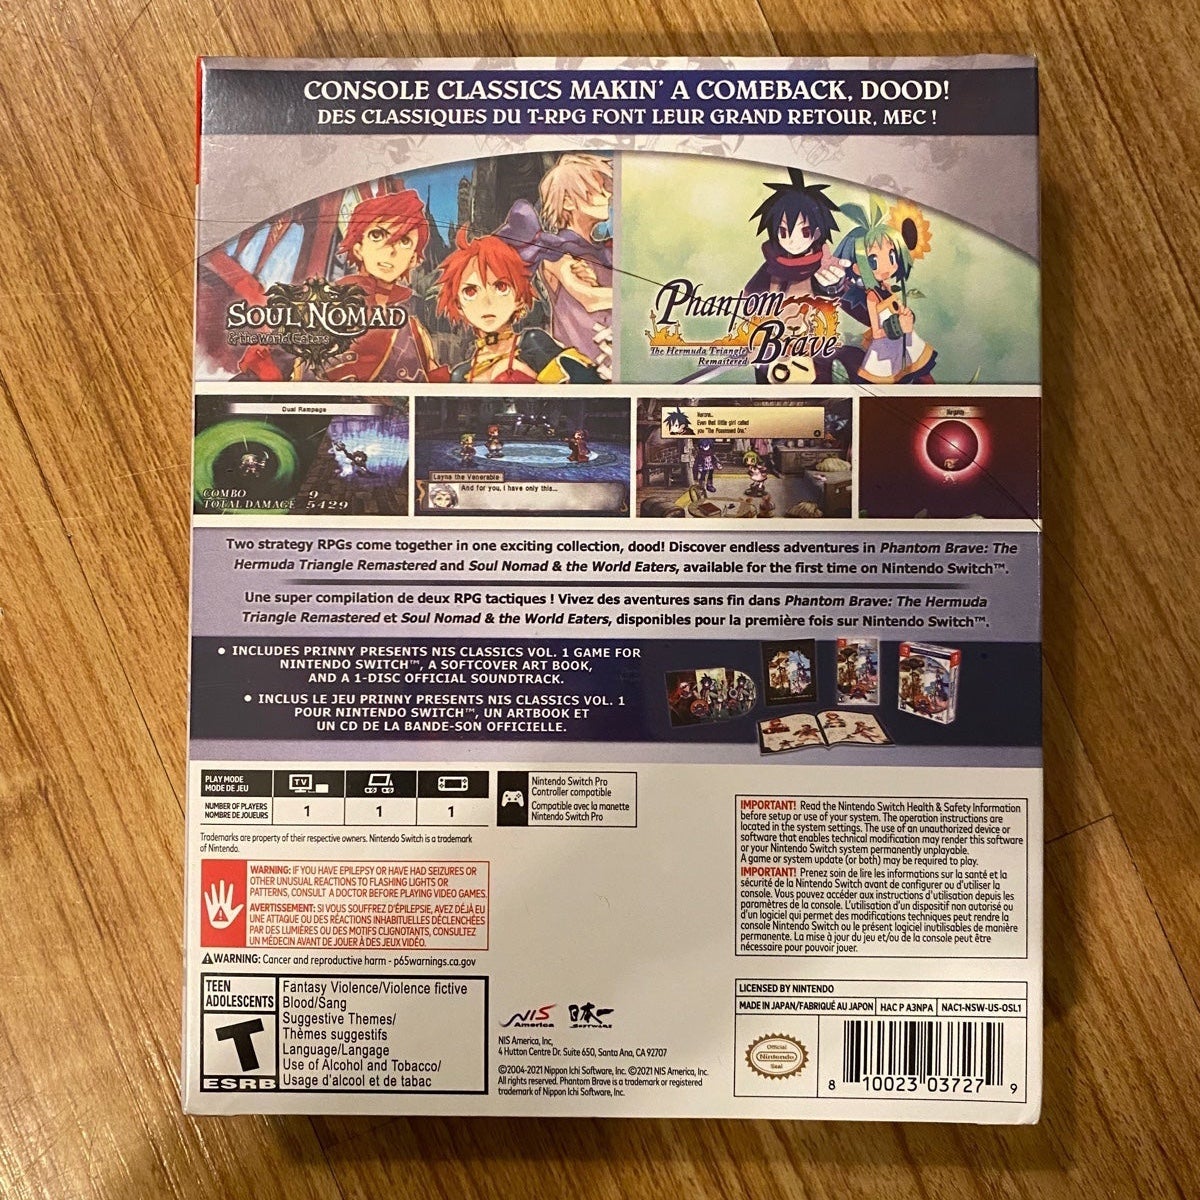 CONSOLE CLASSICS MAKIN' A COMEBACK, DOOD!
DES CLASSIQUES DU T-RPG FONT LEUR GRAND RETOUR, MEC !
SOUL NOMAD
& the World Eaters
Phantom
Brave
The Hermuda Triangle
Remastered
Dual Rampage
COMBO 9
TOTAL DAMAGE 5429
Layna the Venerable
And for you, I have only this...
Marona...
Even that little girl called
you "The Possessed One."
Two strategy RPGs come together in one exciting collection, dood! Discover endless adventures in Phantom Brave: The
Hermuda Triangle Remastered and Soul Nomad & the World Eaters, available for the first time on Nintendo Switch™.
Une super compilation de deux RPG tactiques ! Vivez des aventures sans fin dans Phantom Brave: The Hermuda
Triangle Remastered et Soul Nomad & the World Eaters, disponibles pour la première fois sur Nintendo Switch™.
• INCLUDES PRINNY PRESENTS NIS CLASSICS VOL. 1 GAME FOR
NINTENDO SWITCH™, A SOFTCOVER ART BOOK,
AND A 1-DISC OFFICIAL SOUNDTRACK.
• INCLUS LE JEU PRINNY PRESENTS NIS CLASSICS VOL. 1
POUR NINTENDO SWITCH™, UN ARTBOOK ET
UN CD DE LA BANDE-SON OFFICIELLE.
PLAY MODE
MODE DE JEU
TV
NUMBER OF PLAYERS
NOMBRE DE JOUEURS
1 1 1
Nintendo Switch Pro
Controller compatible
Compatible avec la manette
Nintendo Switch Pro
Trademarks are property of their respective owners. Nintendo Switch is a trademark
of Nintendo.
WARNING: IF YOU HAVE EPILEPSY OR HAVE HAD SEIZURES OR
OTHER UNUSUAL REACTIONS TO FLASHING LIGHTS OR
PATTERNS, CONSULT A DOCTOR BEFORE PLAYING VIDEO GAMES.
AVERTISSEMENT: SI VOUS SOUFFREZ D'ÉPILEPSIE, AVEZ DÉJÀ EU
UNE ATTAQUE OU DES RÉACTIONS INHABITUELLES DÉCLENCHÉES
PAR DES LUMIÈRES OU DES MOTIFS CLIGNOTANTS, CONSULTEZ
UN MÉDECIN AVANT DE JOUER À DES JEUX VIDÉO.
WARNING: Cancer and reproductive harm - p65warnings.ca.gov
TEEN
ADOLESCENTS
T
ESRB
Fantasy Violence/Violence fictive
Blood/Sang
Suggestive Themes/
Thèmes suggestifs
Language/Langage
Use of Alcohol and Tobacco/
Usage d'alcool et de tabac
NIS
America
日本一
SOFTWARE
NIS America, Inc,
4 Hutton Centre Dr. Suite 650, Santa Ana, CA 92707
©2004-2021 Nippon Ichi Software, Inc. ©2021 NIS America, Inc.
All rights reserved. Phantom Brave is a trademark or registered
trademark of Nippon Ichi Software, Inc.
IMPORTANT! Read the Nintendo Switch Health & Safety Information
before setup or use of your system. The operation instructions are
located in the system settings. The use of an unauthorized device or
software that enables technical modification may render this software
or your Nintendo Switch system permanently unplayable.
A game or system update (or both) may be required to play.
IMPORTANT! Prenez soin de lire les informations sur la santé et la
sécurité de la Nintendo Switch avant de configurer ou d'utiliser la
console. Vous pouvez accéder aux instructions d'utilisation depuis les
paramètres de la console. L'utilisation d'un dispositif non autorisé ou
d'un logiciel qui permet des modifications techniques peut rendre la
console Nintendo Switch ou le présent logiciel inutilisables de manière
permanente. La mise à jour du jeu et/ou de la console peut être
nécessaire pour pouvoir jouer.
LICENSED BY NINTENDO
MADE IN JAPAN/FABRIQUÉ AU JAPON HAC P A3NPA NAC1-NSW-US-0SL1
Official
Nintendo
Seal
8 10023 03727 9